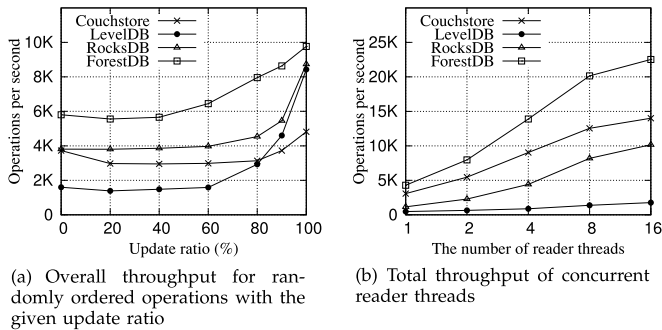 Couchstore
LevelDB
RocksDB
ForestDB
10K
8K
6K
4K
2K
0
Operations per second
0 20 40 60 80 100
Update ratio (%)
(a) Overall throughput for ran-
domly ordered operations with the
given update ratio
Couchstore
LevelDB
RocksDB
ForestDB
25K
20K
15K
10K
5K
0
Operations per second
1 2 4 8 16
The number of reader threads
(b) Total throughput of concurrent
reader threads